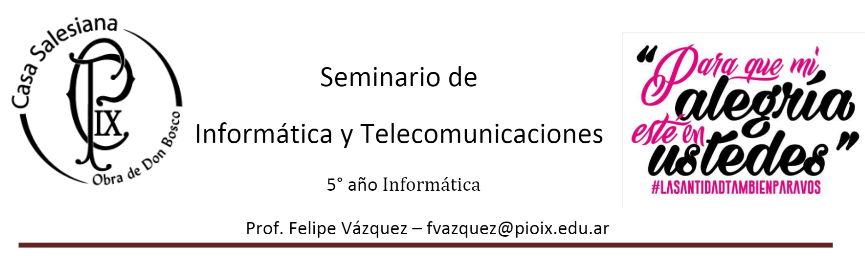 Casa Salesiana
PIX
Obra de Don Bosco
Seminario de
Informática y Telecomunicaciones
5° año Informática
Prof. Felipe Vázquez – fvazquez@pioix.edu.ar
“Para que mi
alegría
esté en
ustedes”
#LASANTIDADTAMBIENPARAVOS